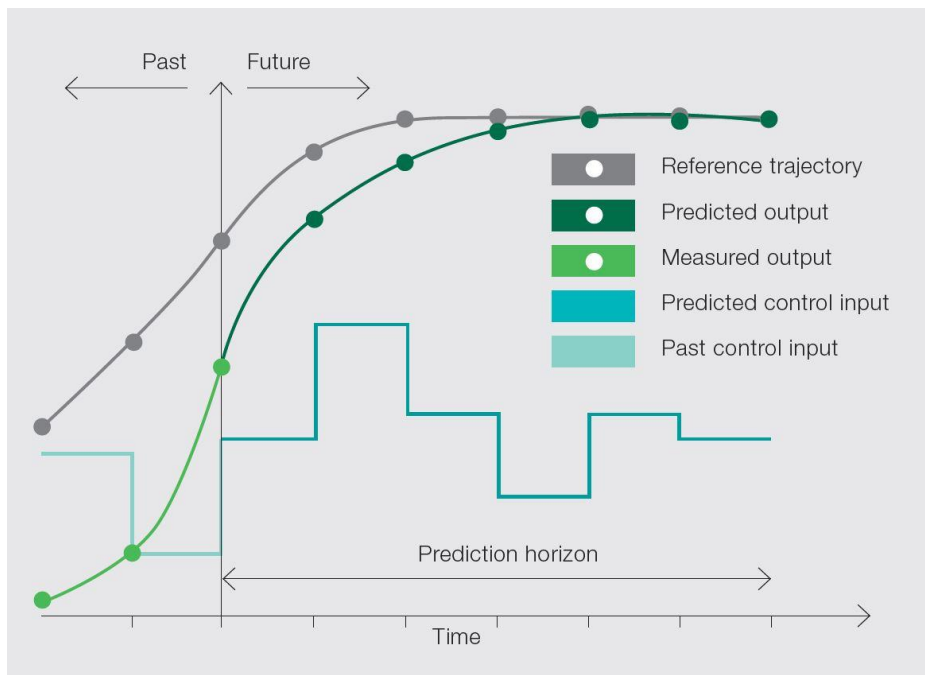 Past Future
Reference trajectory
Predicted output
Measured output
Predicted control input
Past control input
Prediction horizon
Time